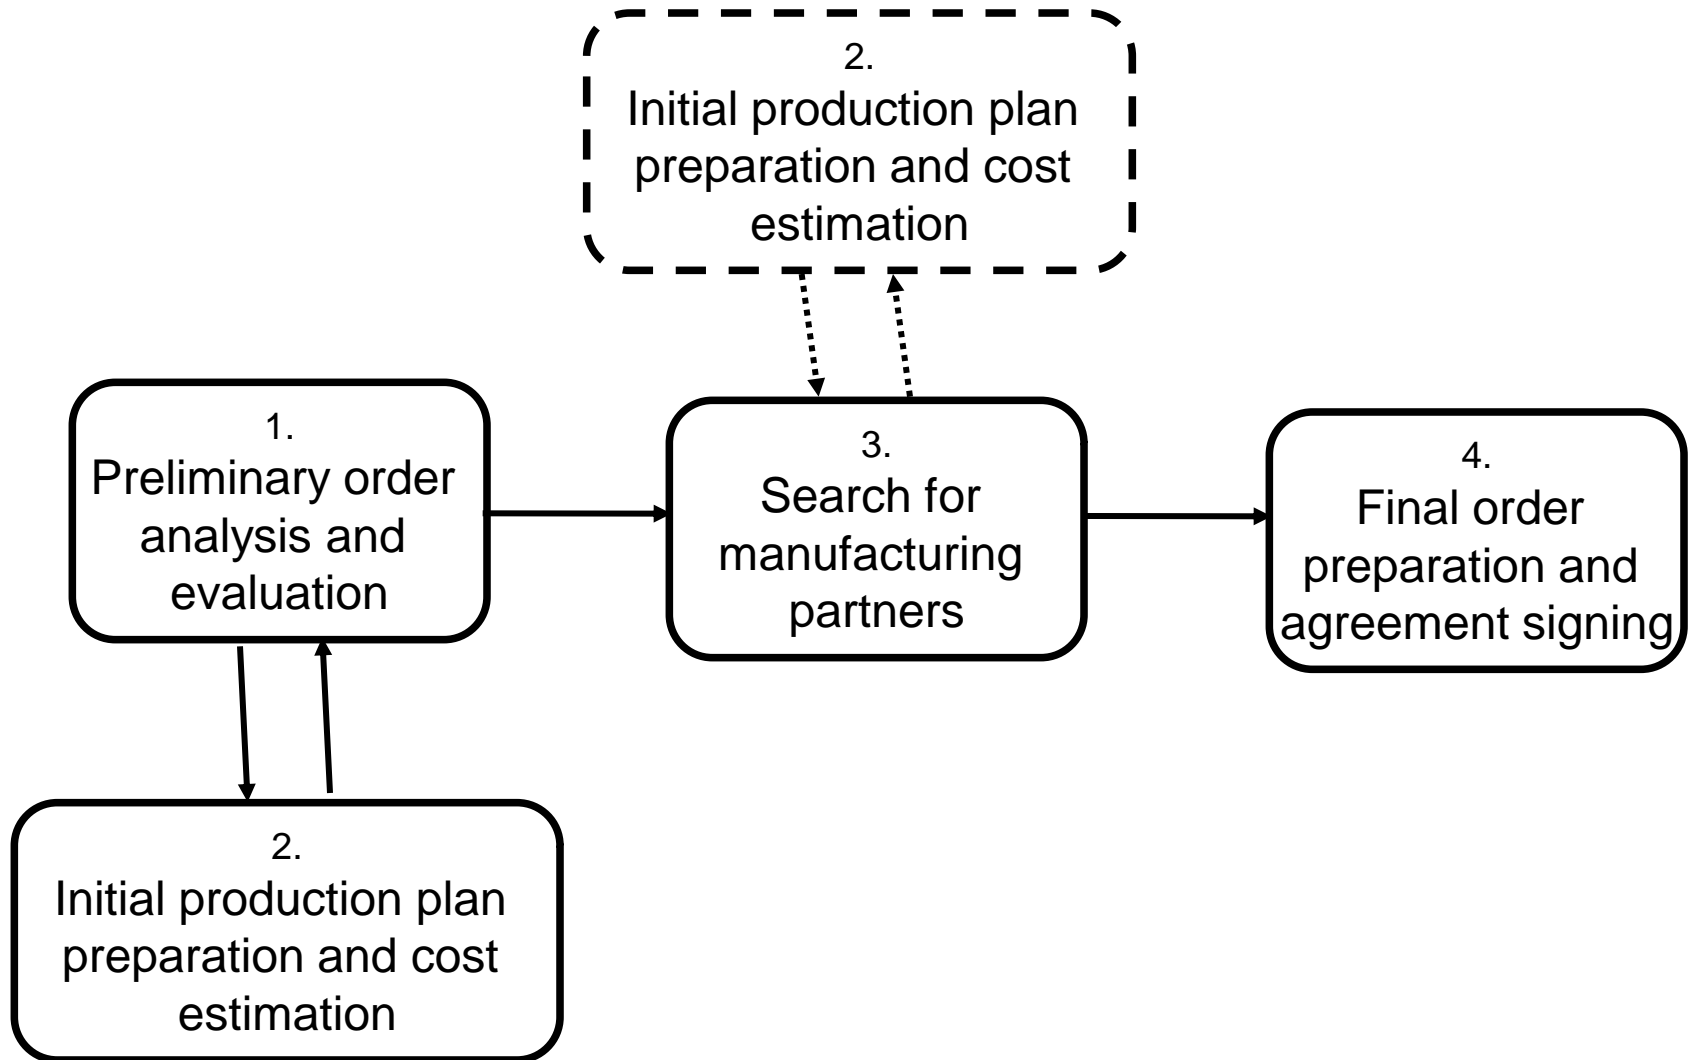 2.
Initial production plan
preparation and cost
estimation
1.
Preliminary order
analysis and
evaluation
3.
Search for
manufacturing
partners
4.
Final order
preparation and
agreement signing
2.
Initial production plan
preparation and cost
estimation